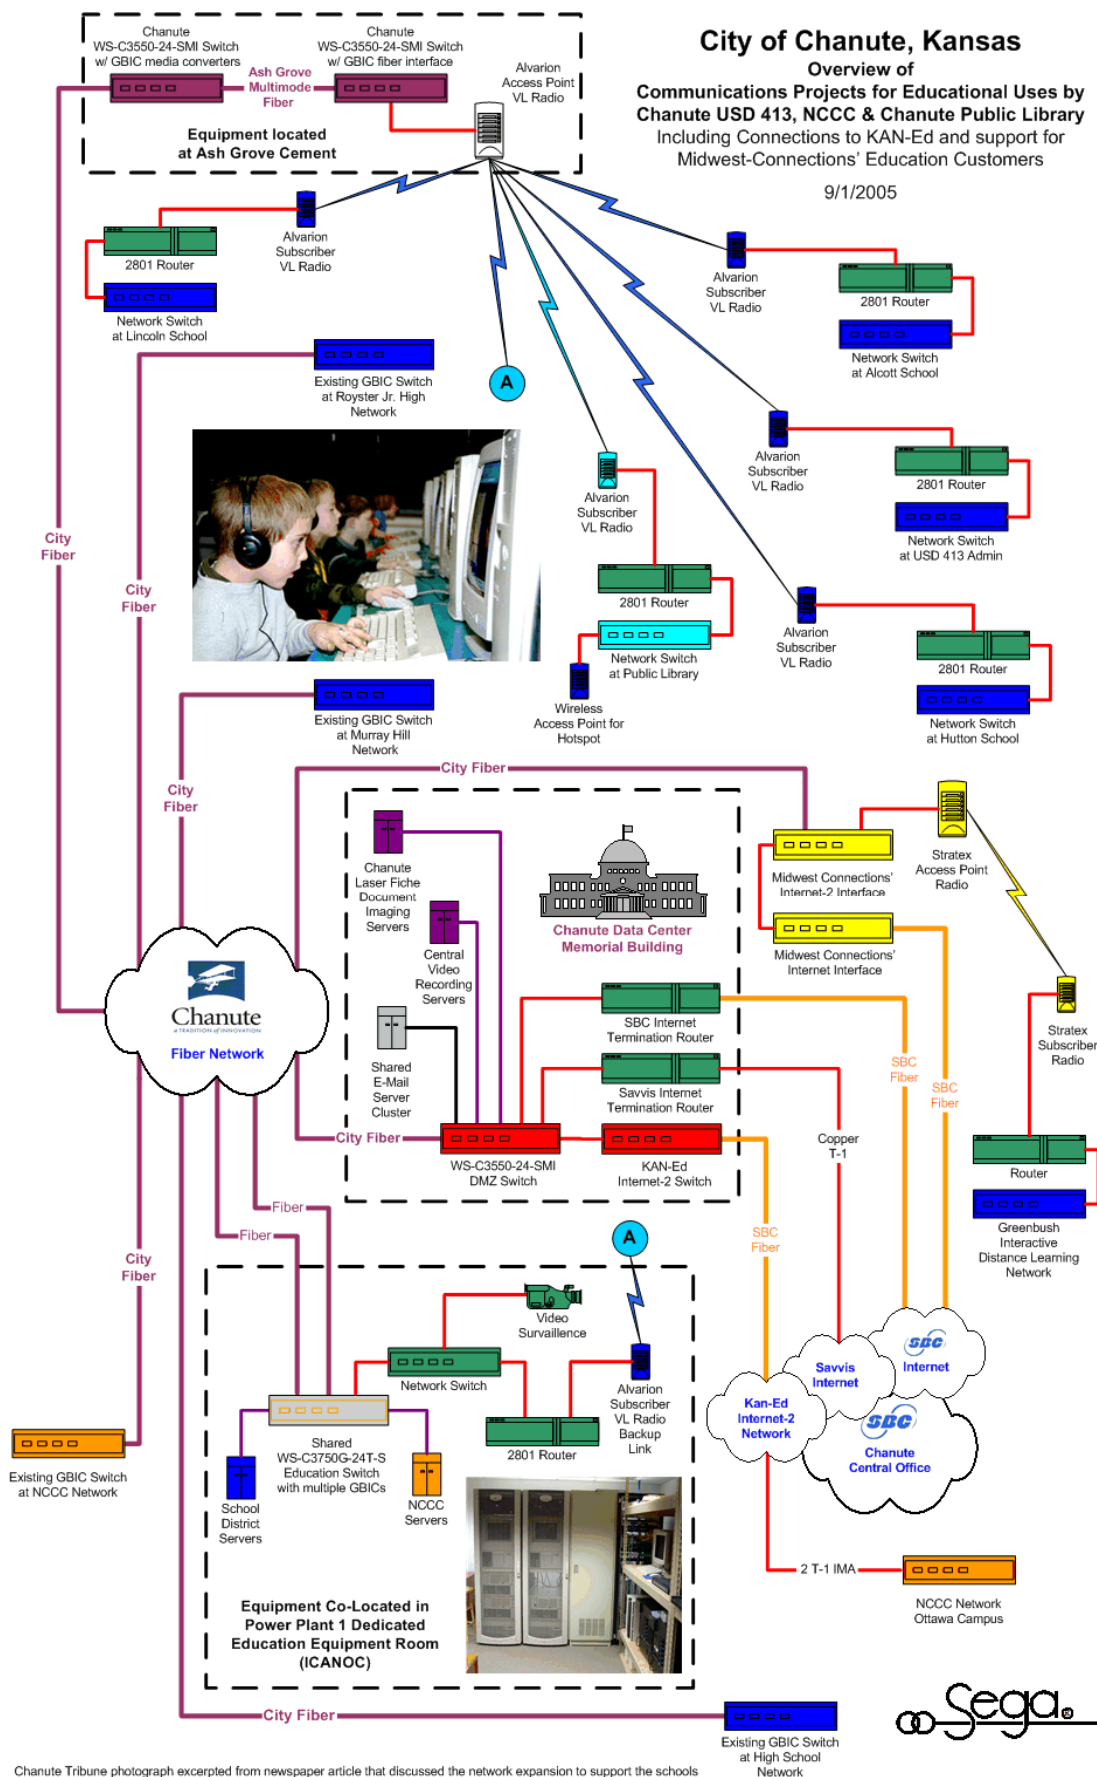 City of Chanute, Kansas
Overview of
Communications Projects for Educational Uses by
Chanute USD 413, NCCC & Chanute Public Library
Including Connections to KAN-Ed and support for
Midwest-Connections' Education Customers
9/1/2005
Chanute
WS-C3550-24-SMI Switch
w/ GBIC media converters
Ash Grove
Multimode
Fiber
Chanute
WS-C3550-24-SMI Switch
w/ GBIC fiber interface
Alvarion
Access Point
VL Radio
Equipment located
at Ash Grove Cement
Alvarion
Subscriber
VL Radio
2801 Router
Network Switch
at Lincoln School
Alvarion
Subscriber
VL Radio
2801 Router
Network Switch
at Alcott School
Existing GBIC Switch
at Royster Jr. High
Network
A
Alvarion
Subscriber
VL Radio
2801 Router
Network Switch
at USD 413 Admin
Alvarion
Subscriber
VL Radio
2801 Router
Network Switch
at Public Library
Wireless
Access Point for
Hotspot
Alvarion
Subscriber
VL Radio
2801 Router
Network Switch
at Hutton School
City
Fiber
City
Fiber
Existing GBIC Switch
at Murray Hill
Network
City
Fiber
City Fiber
Chanute
Laser Fiche
Document
Imaging
Servers
Central
Video
Recording
Servers
Shared
E-Mail
Server
Cluster
Chanute Data Center
Memorial Building
SBC Internet
Termination Router
Savvis Internet
Termination Router
City Fiber
WS-C3550-24-SMI
DMZ Switch
KAN-Ed
Internet-2 Switch
Midwest Connections'
Internet-2 Interface
Midwest Connections'
Internet Interface
Stratex
Access Point
Radio
Stratex
Subscriber
Radio
Router
Greenbush
Interactive
Distance Learning
Network
Chanute
A TRADITION of INNOVATION
Fiber Network
SBC
Fiber
SBC
Fiber
Copper
T-1
SBC
Fiber
Fiber
Fiber
City
Fiber
A
Video
Survaillence
Network Switch
Alvarion
Subscriber
VL Radio
Backup
Link
2801 Router
Shared
WS-C3750G-24T-S
Education Switch
with multiple GBICs
School
District
Servers
NCCC
Servers
Equipment Co-Located in
Power Plant 1 Dedicated
Education Equipment Room
(ICANOC)
Existing GBIC Switch
at NCCC Network
SBC
Internet
Savvis
Internet
Kan-Ed
Internet-2
Network
SBC
Chanute
Central Office
2 T-1 IMA
NCCC Network
Ottawa Campus
City Fiber
Existing GBIC Switch
at High School
Network
Sega®
Chanute Tribune photograph excerpted from newspaper article that discussed the network expansion to support the schools